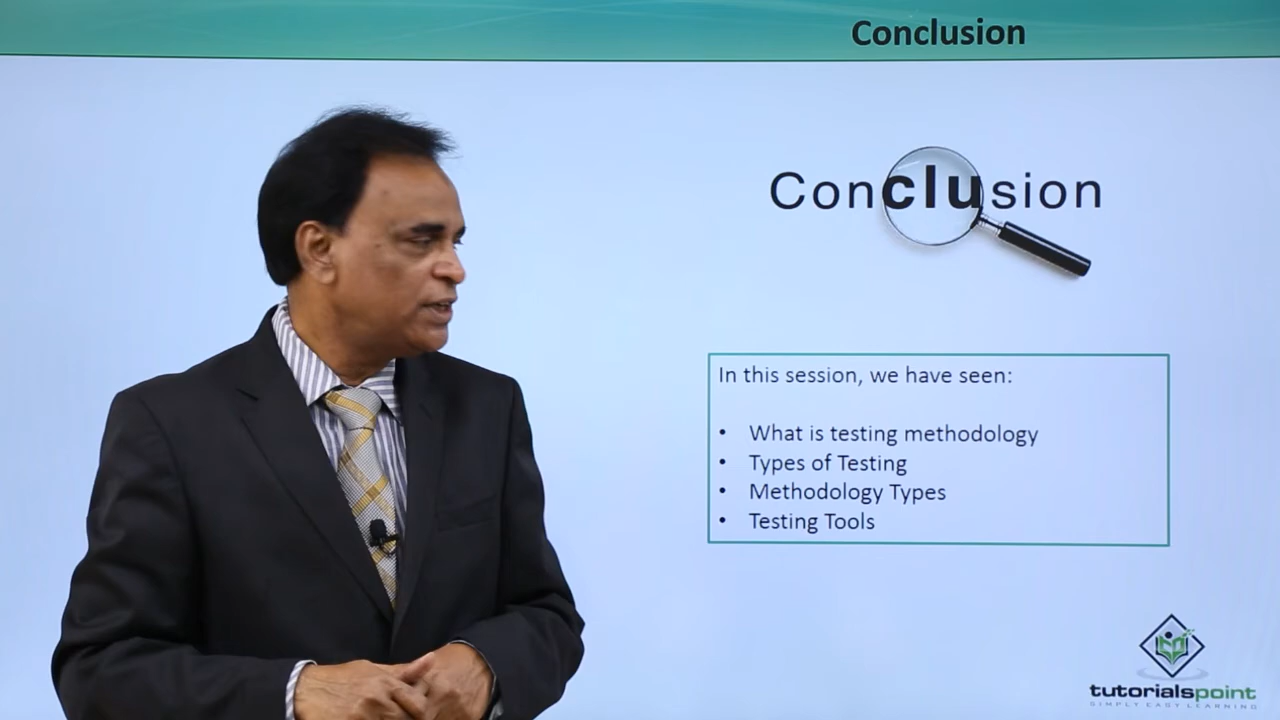 Conclusion
Conclusion
In this session, we have seen:
• What is testing methodology
• Types of Testing
• Methodology Types
• Testing Tools
tutorialspoint
SIMPLY EASY LEARNING